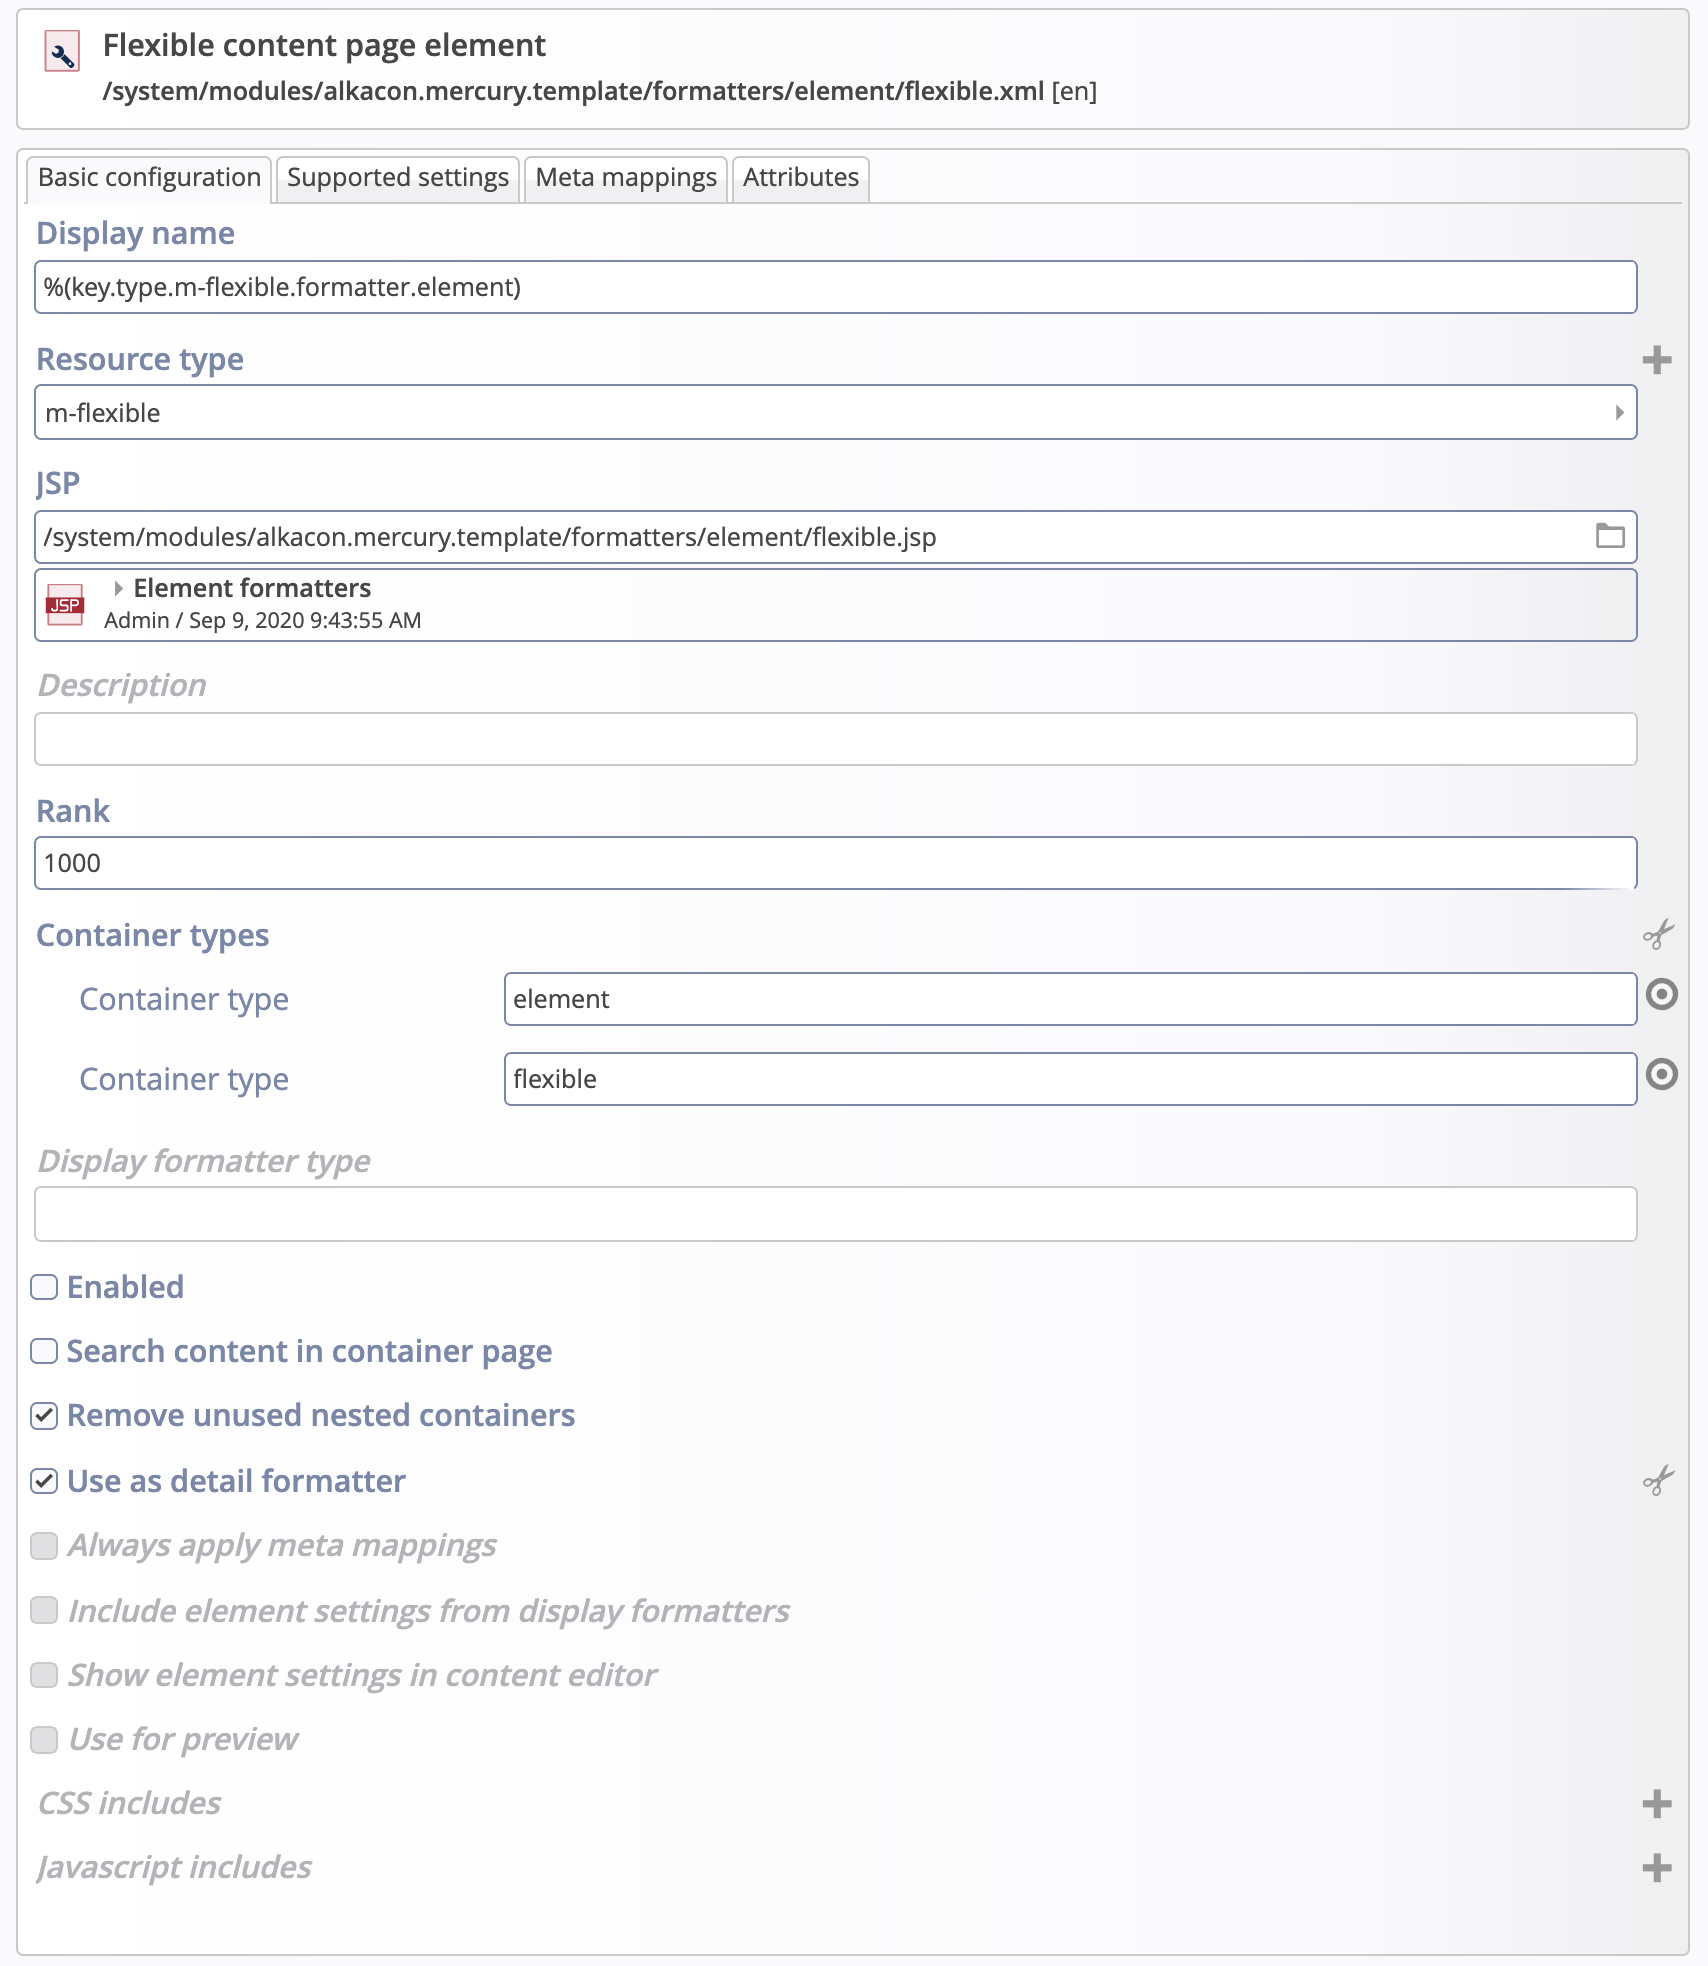 Flexible content page element
/system/modules/alkacon.mercury.template/formatters/element/flexible.xml [en]
Basic configuration Supported settings Meta mappings Attributes
Display name
%(key.type.m-flexible.formatter.element)
Resource type
m-flexible
JSP
/system/modules/alkacon.mercury.template/formatters/element/flexible.jsp
JSP Element formatters
Admin / Sep 9, 2020 9:43:55 AM
Description
Rank
1000
Container types
Container type element
Container type flexible
Display formatter type
Enabled
Search content in container page
Remove unused nested containers
Use as detail formatter
Always apply meta mappings
Include element settings from display formatters
Show element settings in content editor
Use for preview
CSS includes
Javascript includes